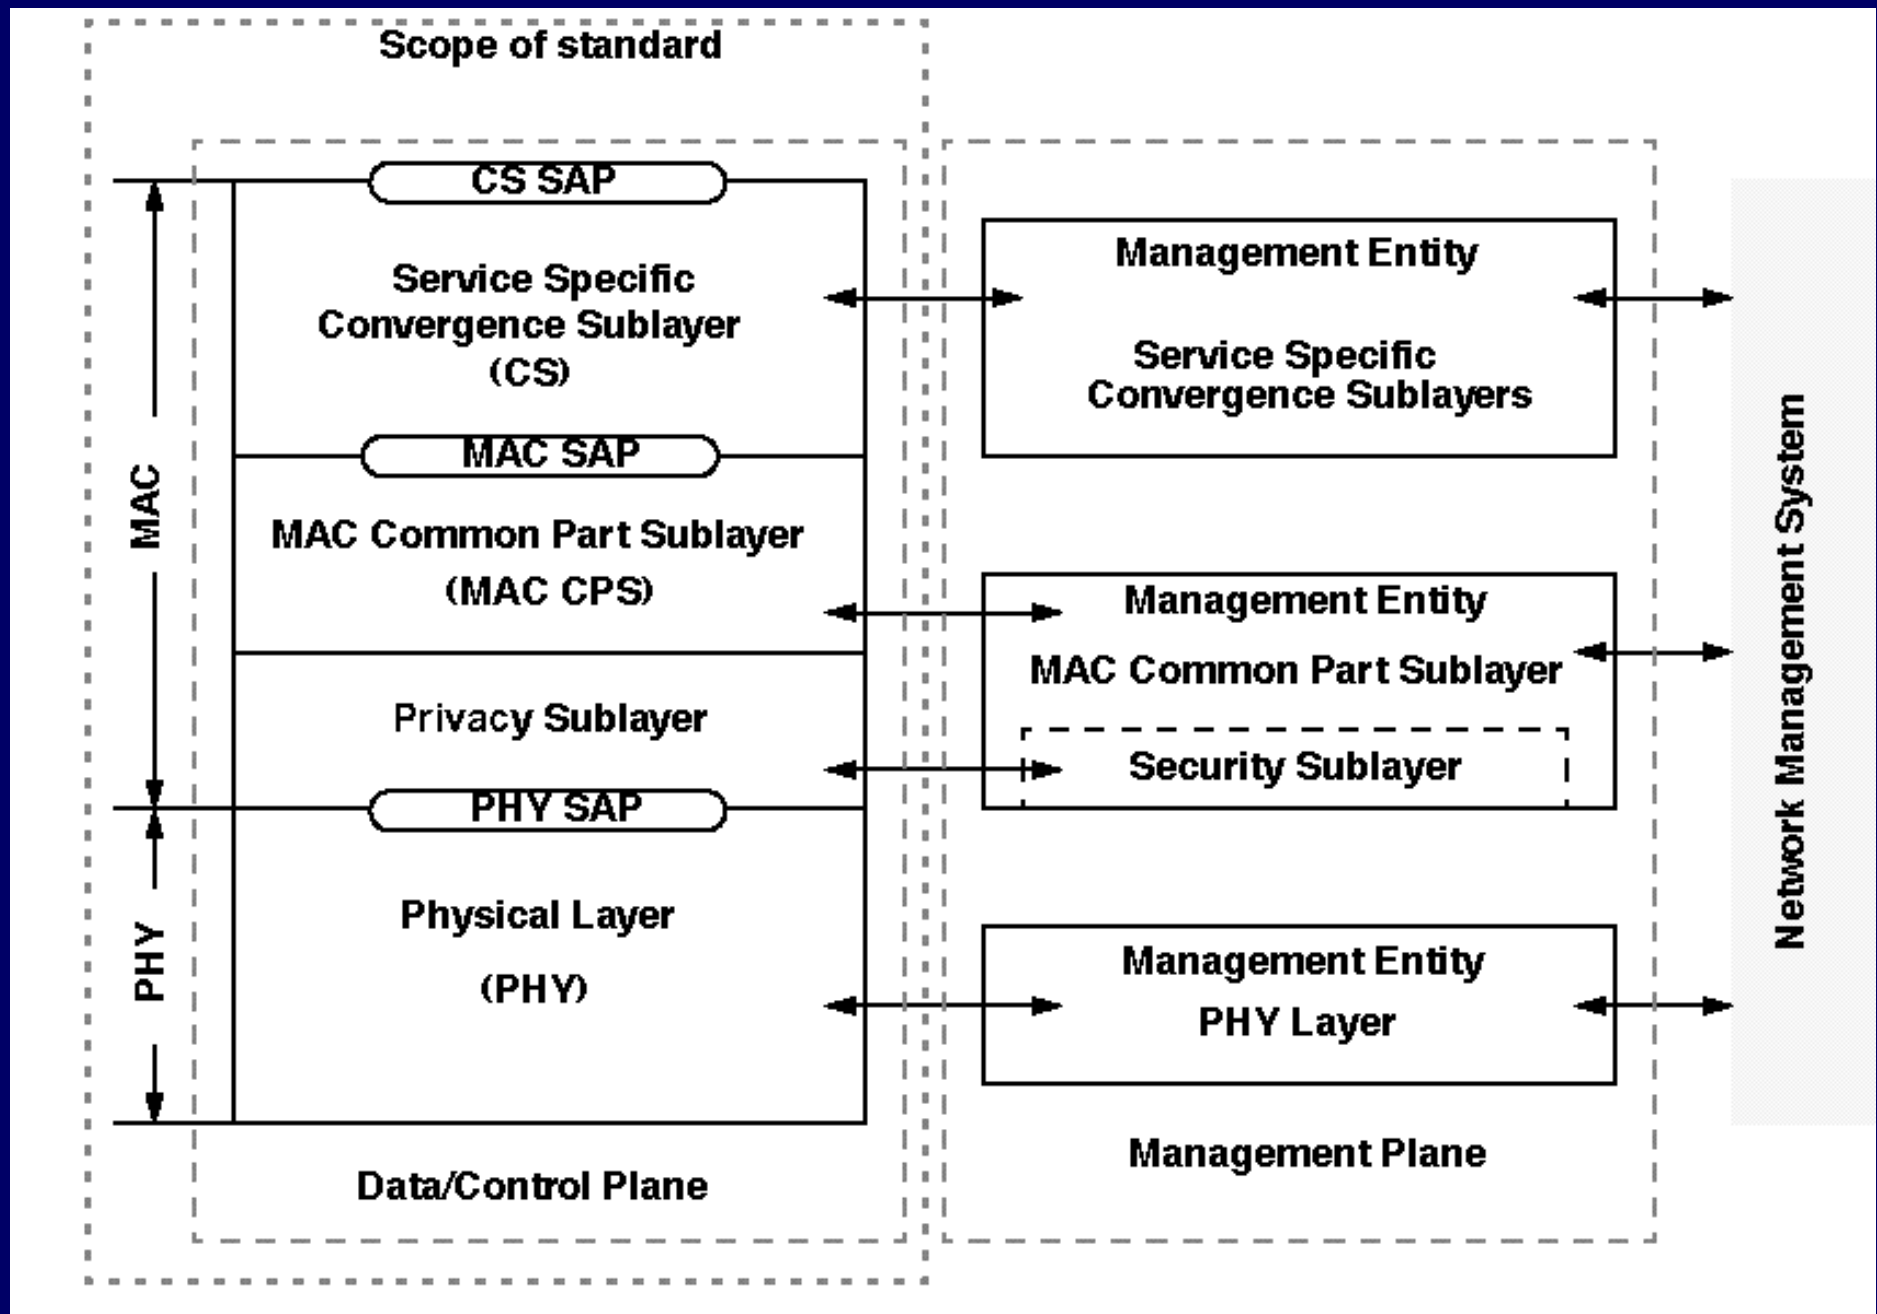 Scope of standard
CS SAP
Service Specific
Convergence Sublayer
(CS)
MAC SAP
MAC Common Part Sublayer
(MAC CPS)
Privacy Sublayer
PHY SAP
Physical Layer
(PHY)
Data/Control Plane
MAC
PHY
Management Entity
Service Specific
Convergence Sublayers
Management Entity
MAC Common Part Sublayer
Security Sublayer
Management Entity
PHY Layer
Management Plane
Network Management System